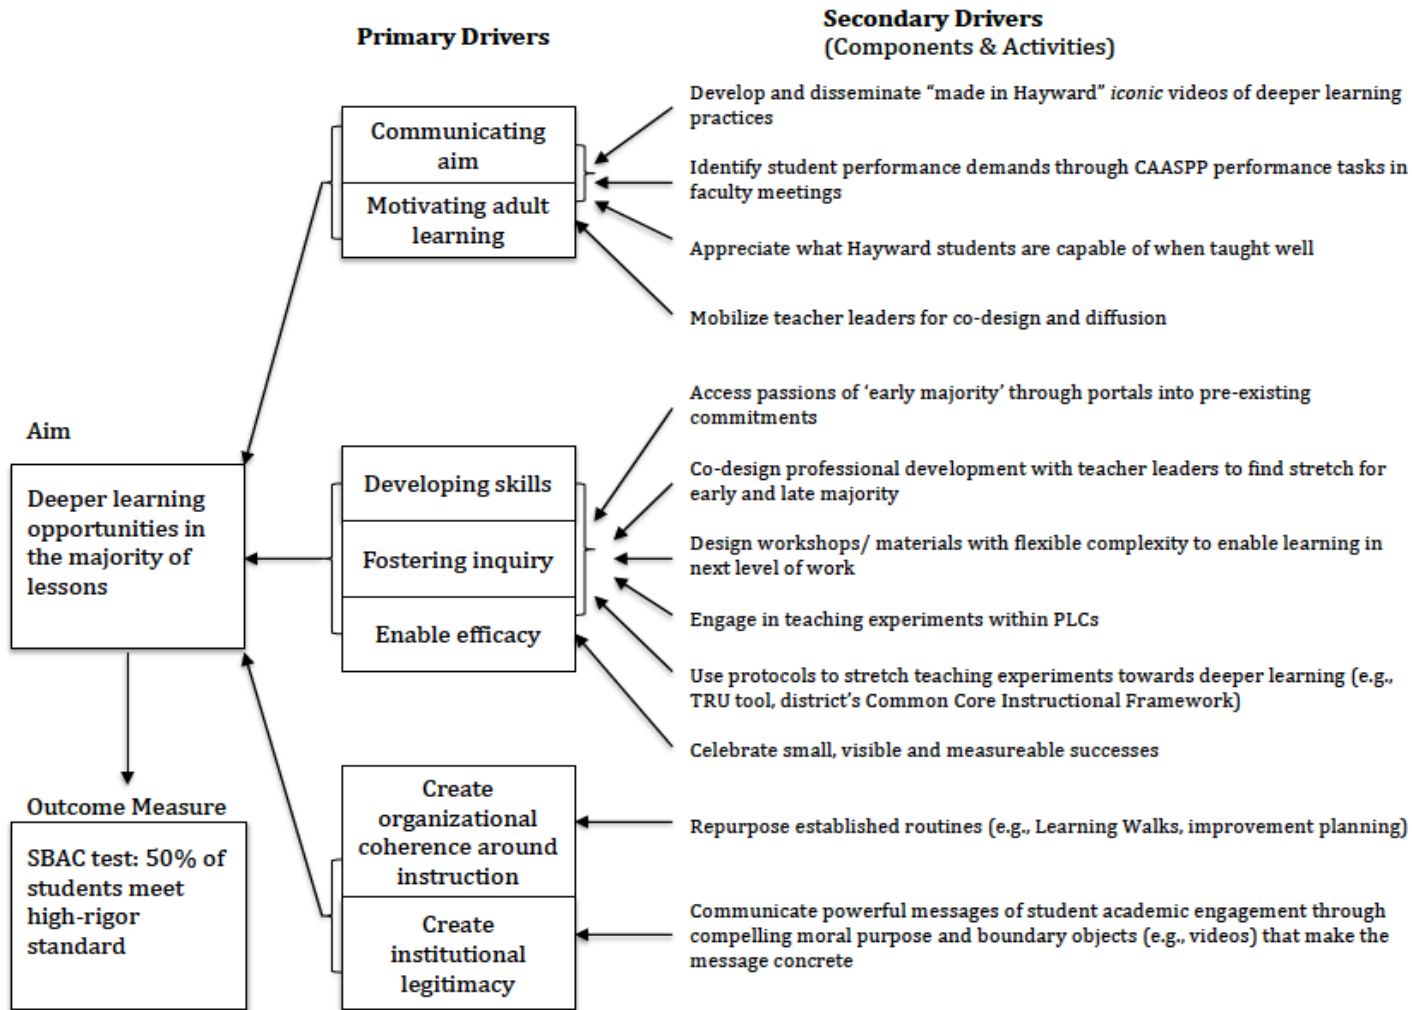 Primary Drivers
Secondary Drivers
(Components & Activities)
Communicating
aim
Motivating adult
learning
Develop and disseminate “made in Hayward” iconic videos of deeper learning
practices
Identify student performance demands through CAASPP performance tasks in
faculty meetings
Appreciate what Hayward students are capable of when taught well
Mobilize teacher leaders for co-design and diffusion
Aim
Deeper learning
opportunities in
the majority of
lessons
Developing skills
Fostering inquiry
Enable efficacy
Access passions of ‘early majority’ through portals into pre-existing
commitments
Co-design professional development with teacher leaders to find stretch for
early and late majority
Design workshops/ materials with flexible complexity to enable learning in
next level of work
Engage in teaching experiments within PLCs
Use protocols to stretch teaching experiments towards deeper learning (e.g.,
TRU tool, district’s Common Core Instructional Framework)
Celebrate small, visible and measureable successes
Outcome Measure
SBAC test: 50% of
students meet
high-rigor
standard
Create
organizational
coherence around
instruction
Create
institutional
legitimacy
Repurpose established routines (e.g., Learning Walks, improvement planning)
Communicate powerful messages of student academic engagement through
compelling moral purpose and boundary objects (e.g., videos) that make the
message concrete